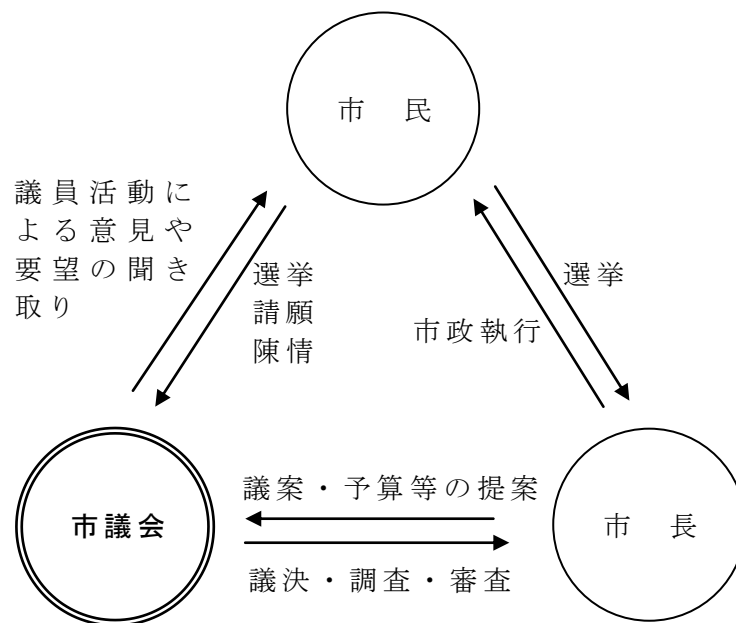 市　民
議員活動に
よる意見や
要望の聞き
取り
選挙
請願
陳情
選挙
市政執行
議案・予算等の提案
市議会
市　長
議決・調査・審査